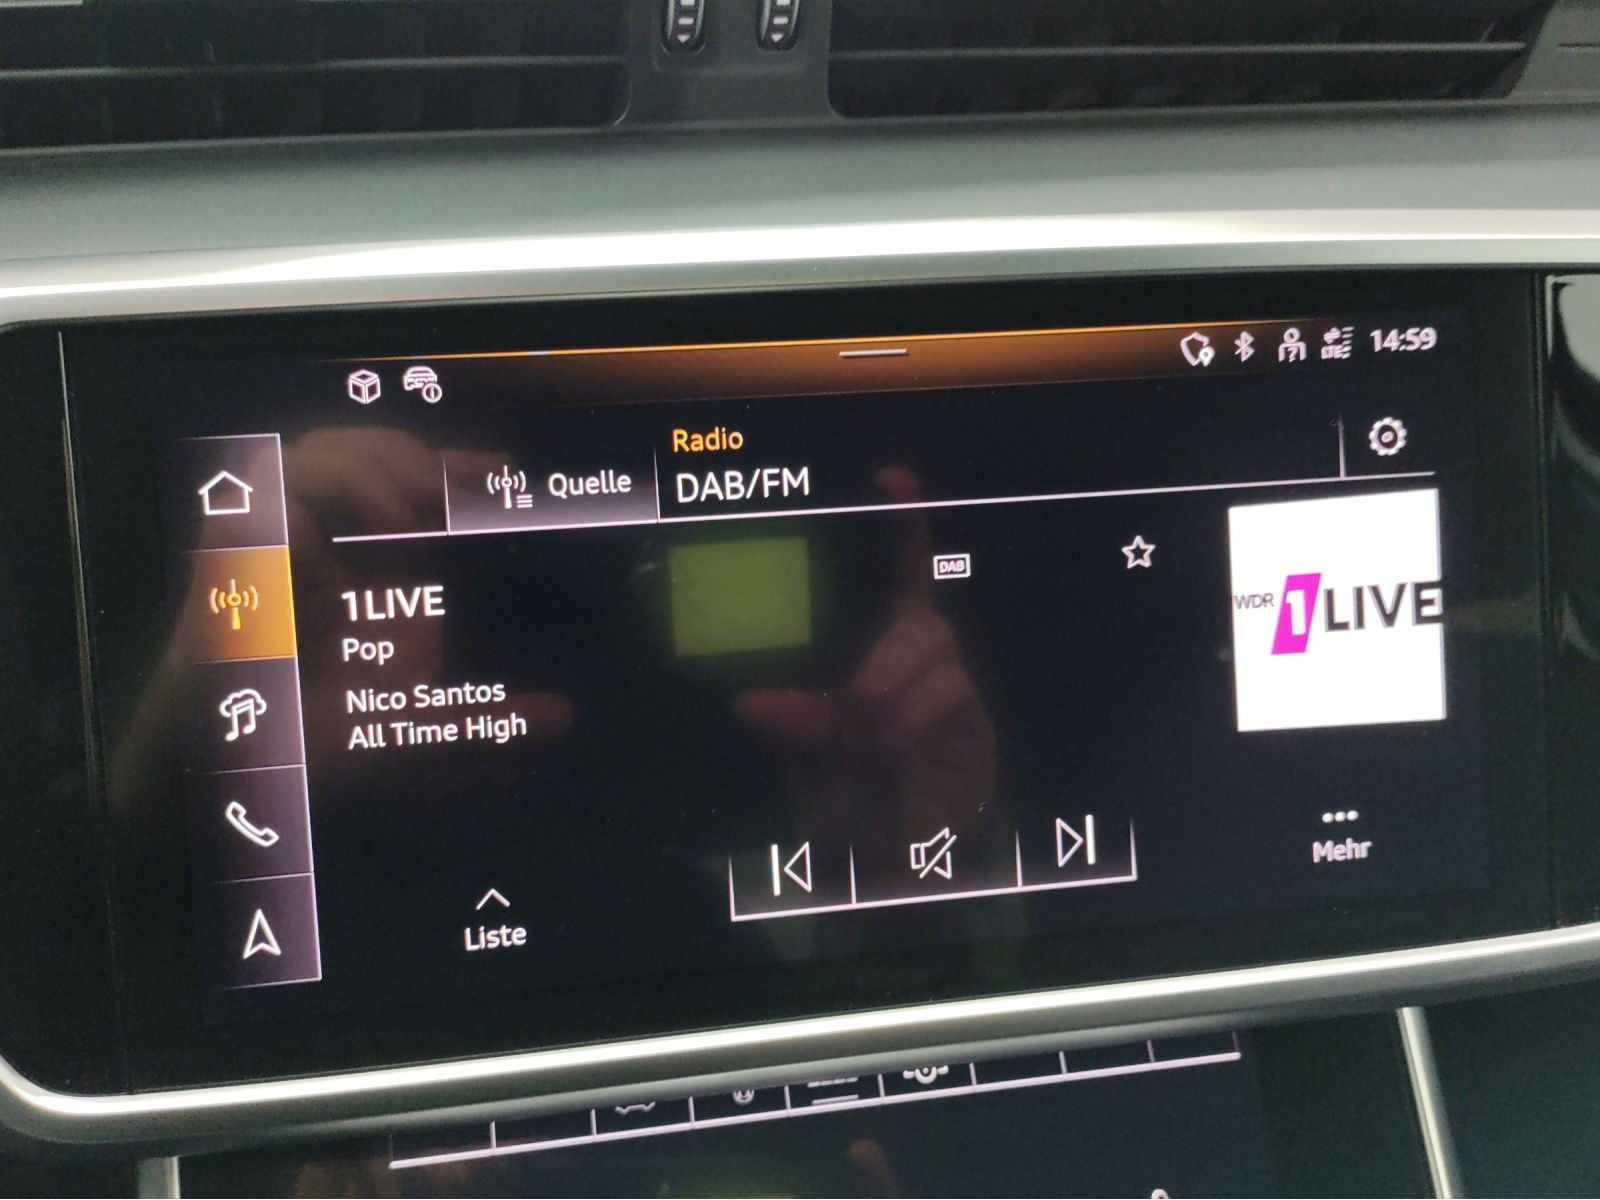 14:59
Radio
Quelle
DAB/FM
DAB
1LIVE
Pop
Nico Santos
All Time High
WDR 1LIVE
Mehr
Liste